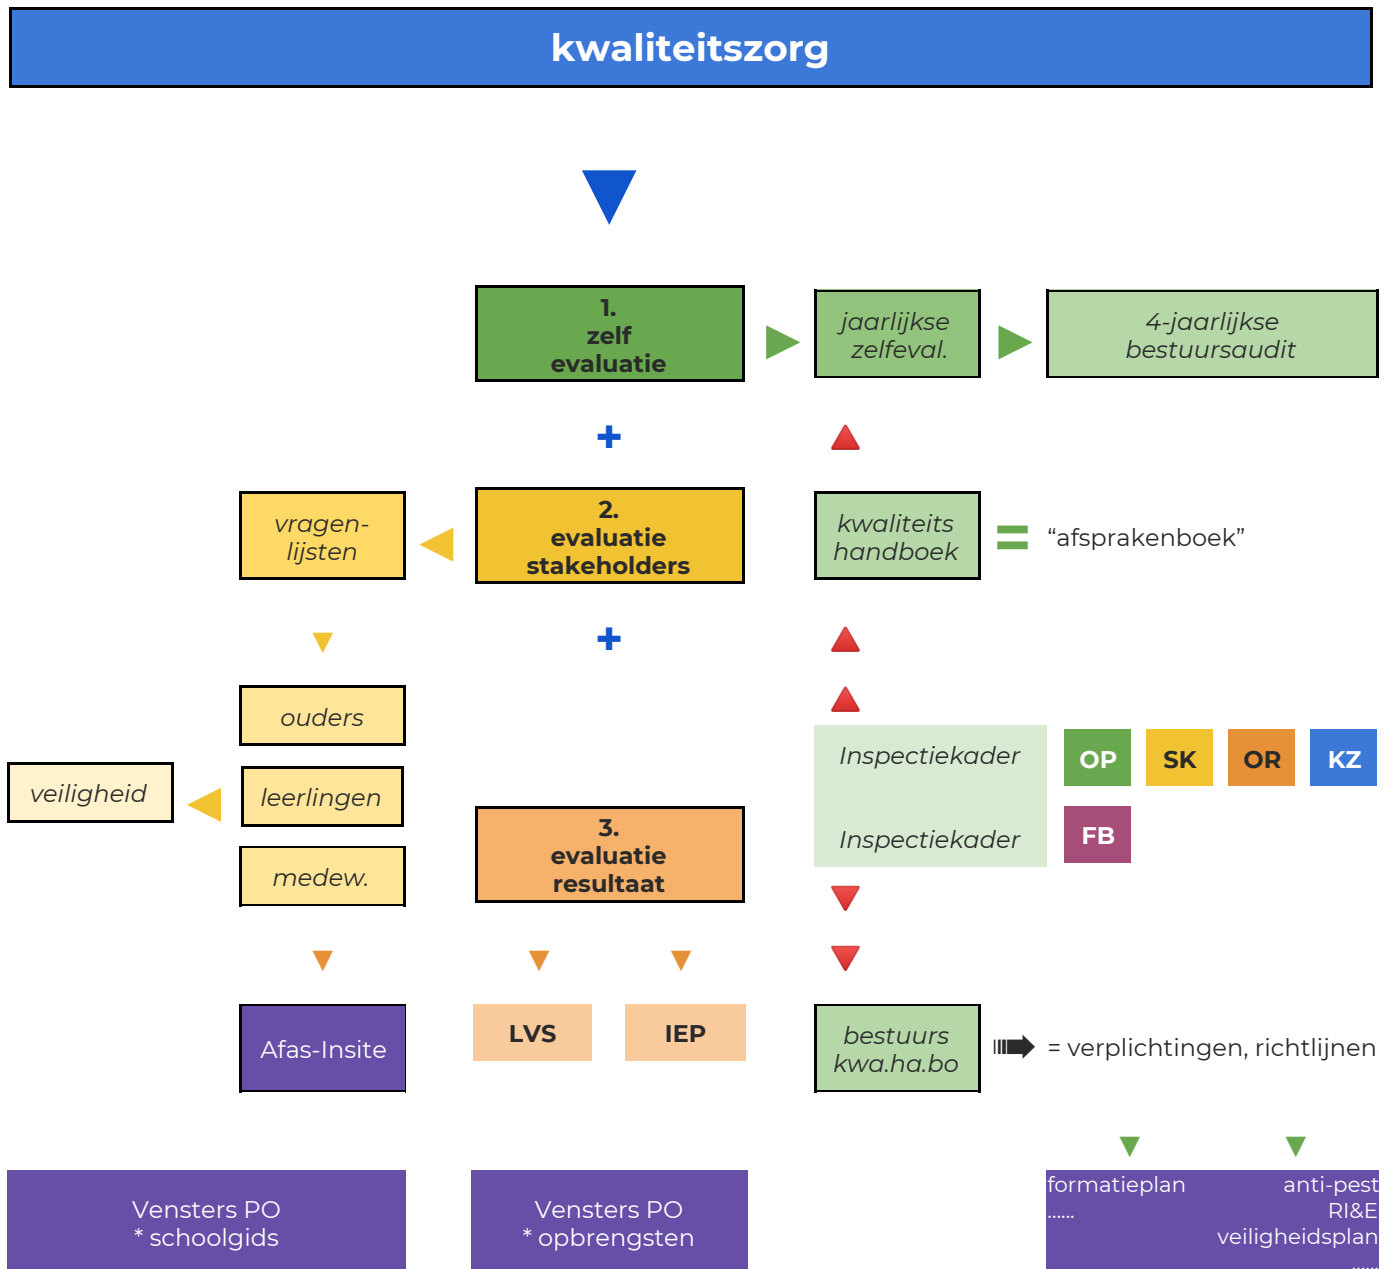 kwaliteitszorg
1.
zelf
evaluatie
jaarlijkse
zelfeval.
4-jaarlijkse
bestuursaudit
vragen-
lijsten
2.
evaluatie
stakeholders
kwaliteits
handboek
“afsprakenboek”
ouders
veiligheid
leerlingen
medew.
3.
evaluatie
resultaat
Inspectiekader
OP
SK
OR
KZ
Inspectiekader
FB
Afas-Insite
LVS
IEP
bestuurs
kwa.ha.bo
= verplichtingen, richtlijnen
Vensters PO
* schoolgids
Vensters PO
* opbrengsten
formatieplan
......
anti-pest
RI&E
veiligheidsplan
......